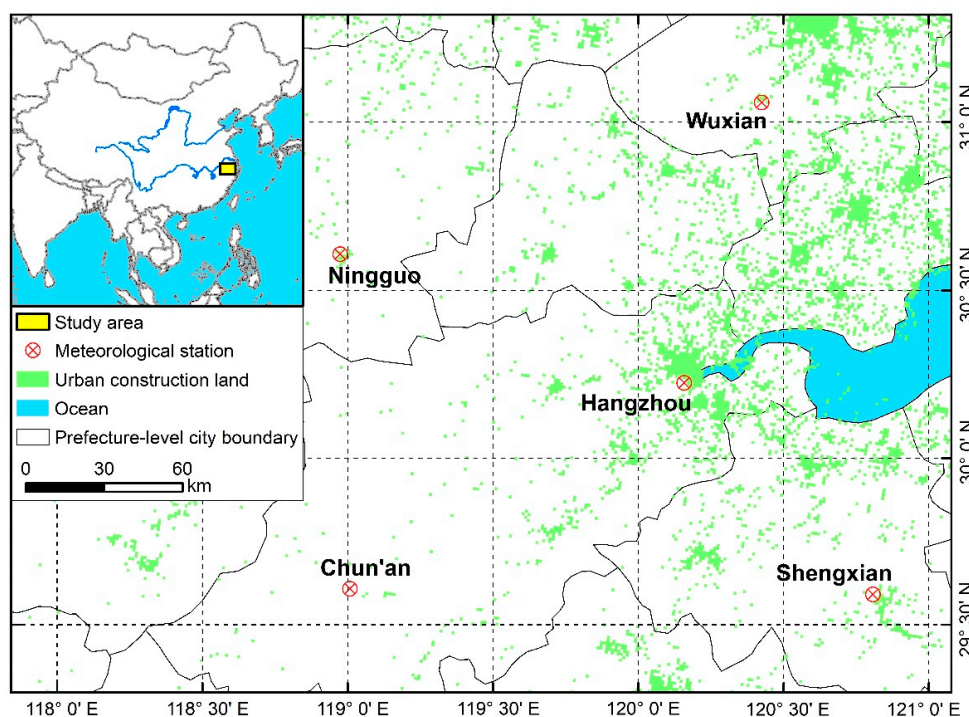 Wuxian
Ningguo
Hangzhou
Chun'an
Shengxian
Study area
Meteorological station
Urban construction land
Ocean
Prefecture-level city boundary
0 30 60
km
31° 0' N
30° 30' N
30° 0' N
29° 30' N
118° 0' E 118° 30' E 119° 0' E 119° 30' E 120° 0' E 120° 30' E 121° 0' E